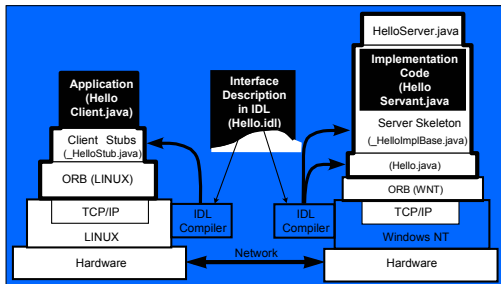 HelloServer.java
Application
(Hello
Client.java)
Interface
Description
in IDL
(Hello.idl)
Implementation
Code
(Hello
Servant.java
Client Stubs
(_HelloStub.java)
Server Skeleton
(_HelloImplBase.java)
ORB (LINUX)
(Hello.java)
ORB (WNT)
TCP/IP
LINUX
IDL
Compiler
IDL
Compiler
TCP/IP
Windows NT
Hardware
Network
Hardware